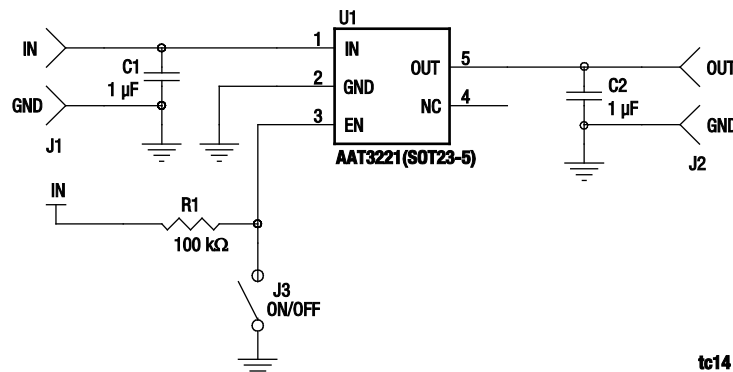 U1
IN
1
IN
C1
1 µF
2
GND
OUT
5
OUT
C2
1 µF
GND
NC
4
3
EN
GND
J1
AAT3221(SOT23-5)
J2
IN
R1
100 kΩ
J3
ON/OFF
tc14